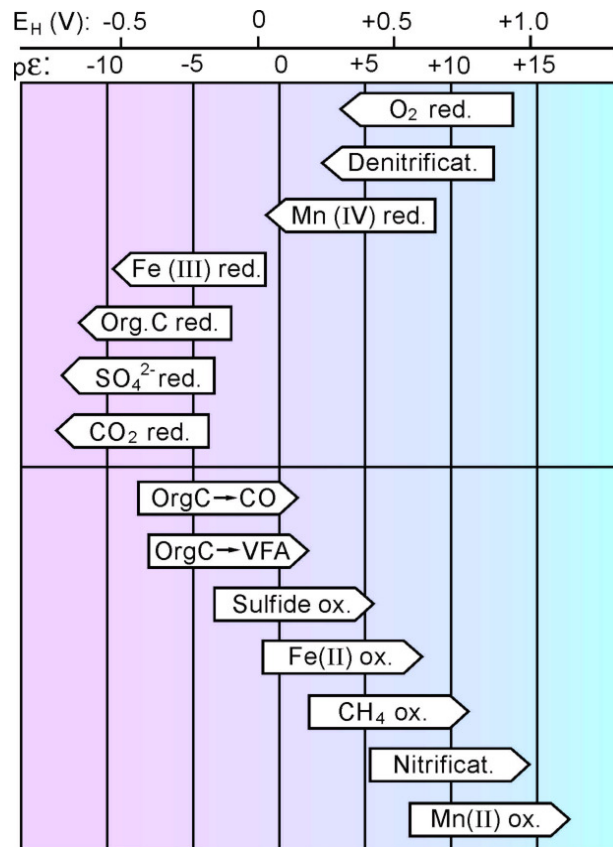 E_H (V): -0.5 0 +0.5 +1.0
pε: -10 -5 0 +5 +10 +15
O₂ red.
Denitrificat.
Mn (IV) red.
Fe (III) red.
Org.C red.
SO₄²⁻ red.
CO₂ red.
OrgC→CO
OrgC→VFA
Sulfide ox.
Fe(II) ox.
CH₄ ox.
Nitrificat.
Mn(II) ox.